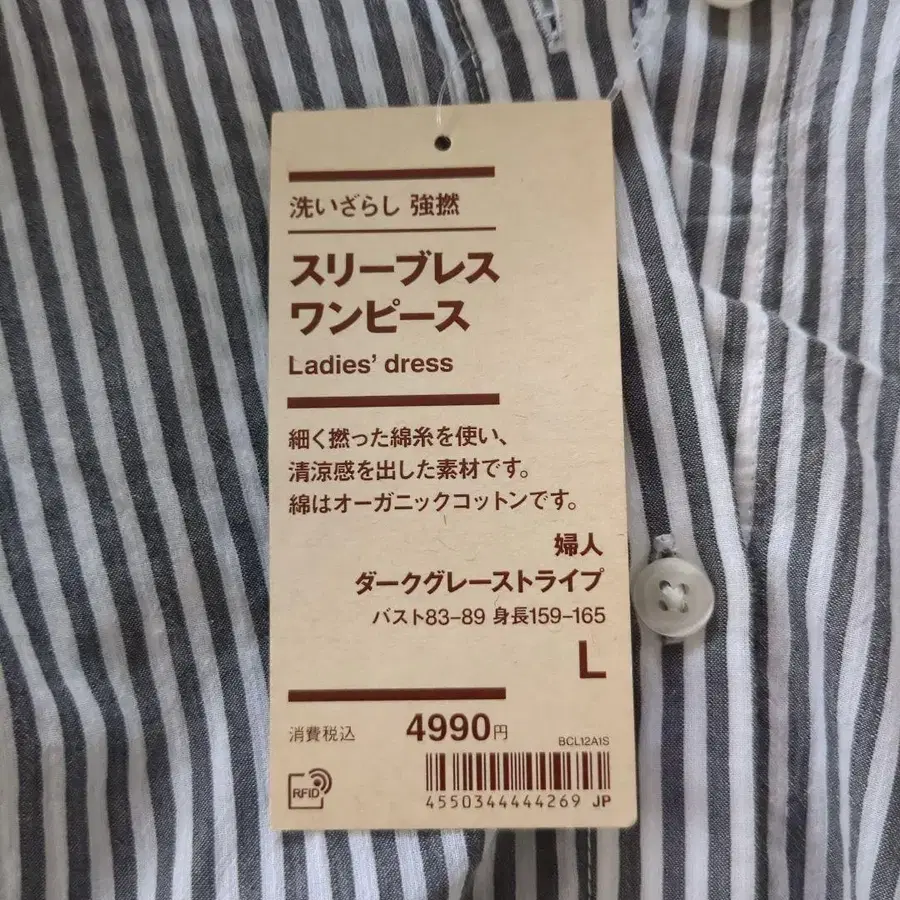 洗いざらし 強撚
スリーブレス
ワンピース
Ladies' dress
細く撚った綿糸を使い、
清涼感を出した素材です。
綿はオーガニックコットンです。
婦人
ダークグレーストライプ
バスト83–89 身長159–165
L
消費税込 4990円
BCL12A1S
RFID
4550344444269 JP